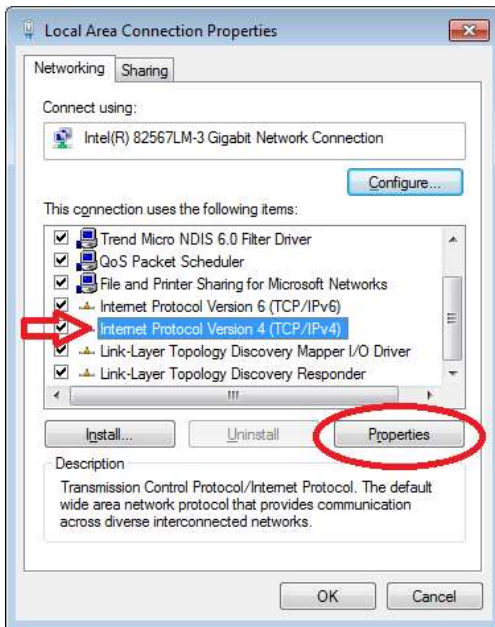 Local Area Connection Properties
Networking
Sharing
Connect using:
Intel(R) 82567LM-3 Gigabit Network Connection
Configure...
This connection uses the following items:
Trend Micro NDIS 6.0 Filter Driver
QoS Packet Scheduler
File and Printer Sharing for Microsoft Networks
Internet Protocol Version 6 (TCP/IPv6)
Internet Protocol Version 4 (TCP/IPv4)
Link-Layer Topology Discovery Mapper I/O Driver
Link-Layer Topology Discovery Responder
Install...
Uninstall
Properties
Description
Transmission Control Protocol/Internet Protocol. The default
wide area network protocol that provides communication
across diverse interconnected networks.
OK
Cancel